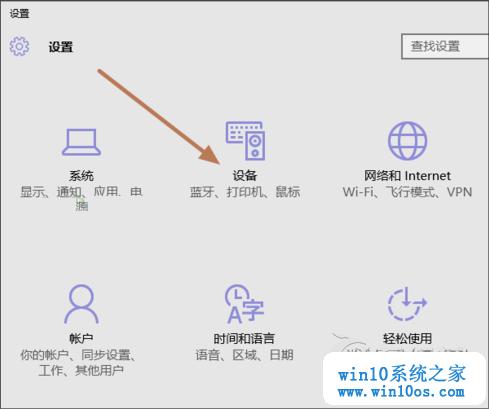 设置
设置
查找设置
系统
显示、通知、应用、电
源
设备
蓝牙、打印机、鼠标
网络和 Internet
Wi-Fi、飞行模式、VPN
帐户
你的帐户、同步设置、
工作、其他用户
时间和语言
语音、区域、日期
轻松使用
win10系统之家
www.win10os.com